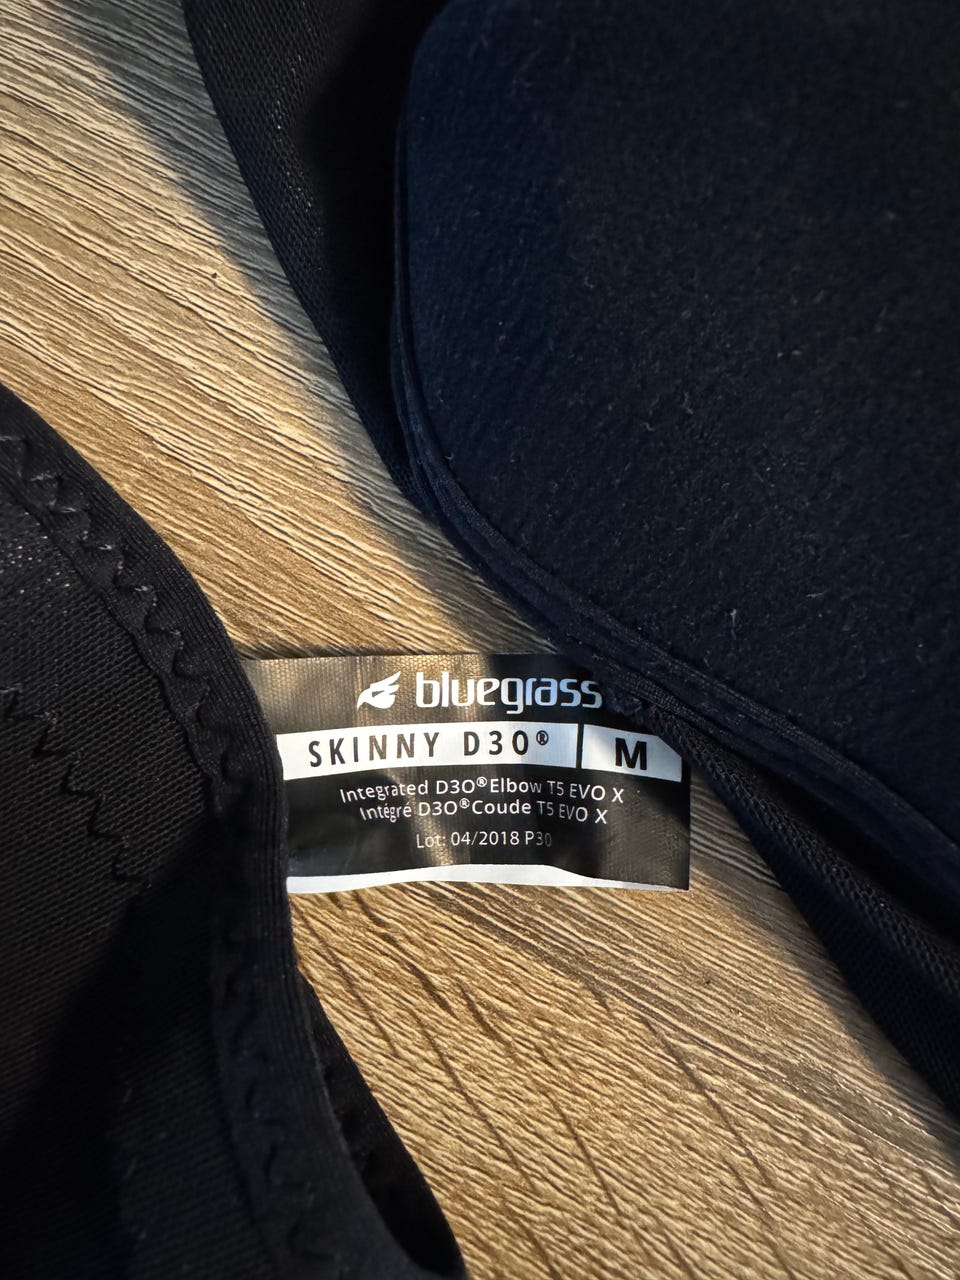 bluegrass
SKINNY D3O® M
Integrated D3O® Elbow T5 EVO X
Intégré D3O® Coude T5 EVO X
Lot: 04/2018 P30